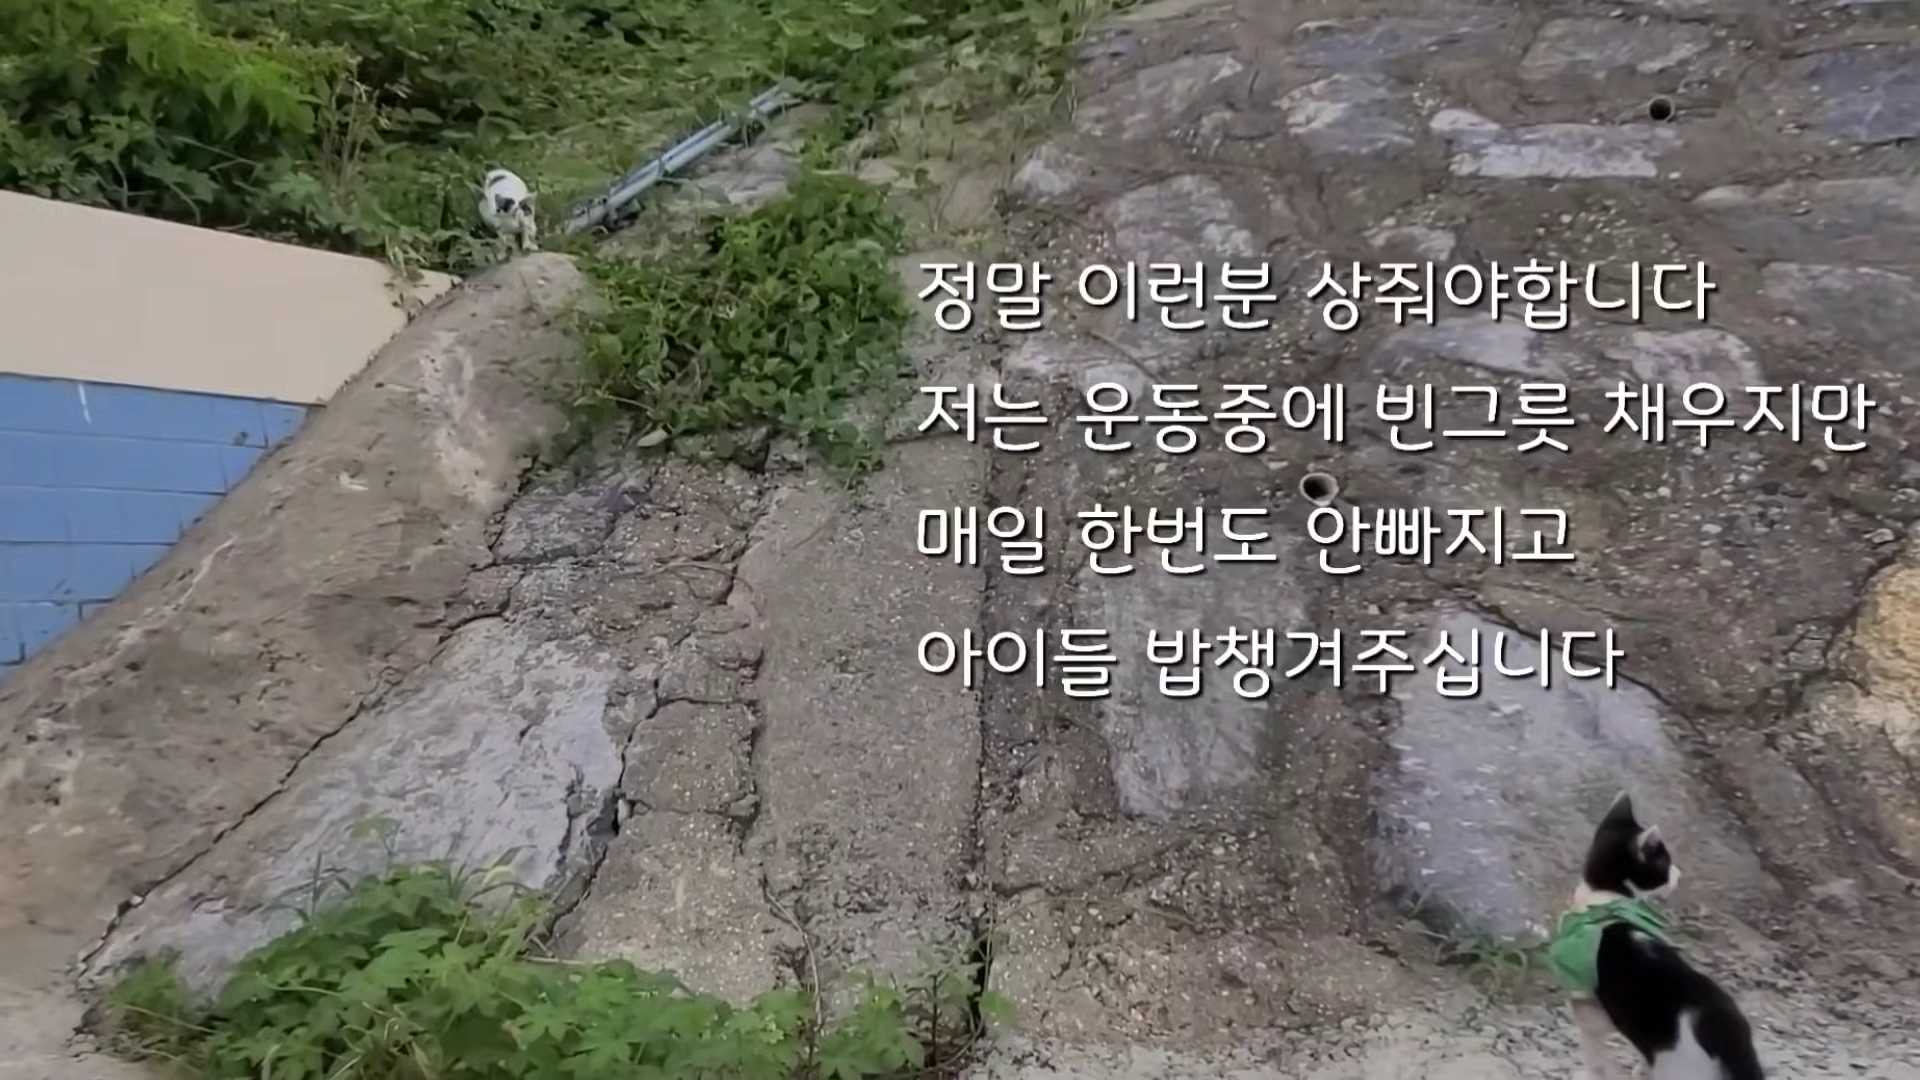 정말 이런분 상줘야합니다
저는 운동중에 빈그릇 채우지만
매일 한번도 안빠지고
아이들 밥챙겨주십니다